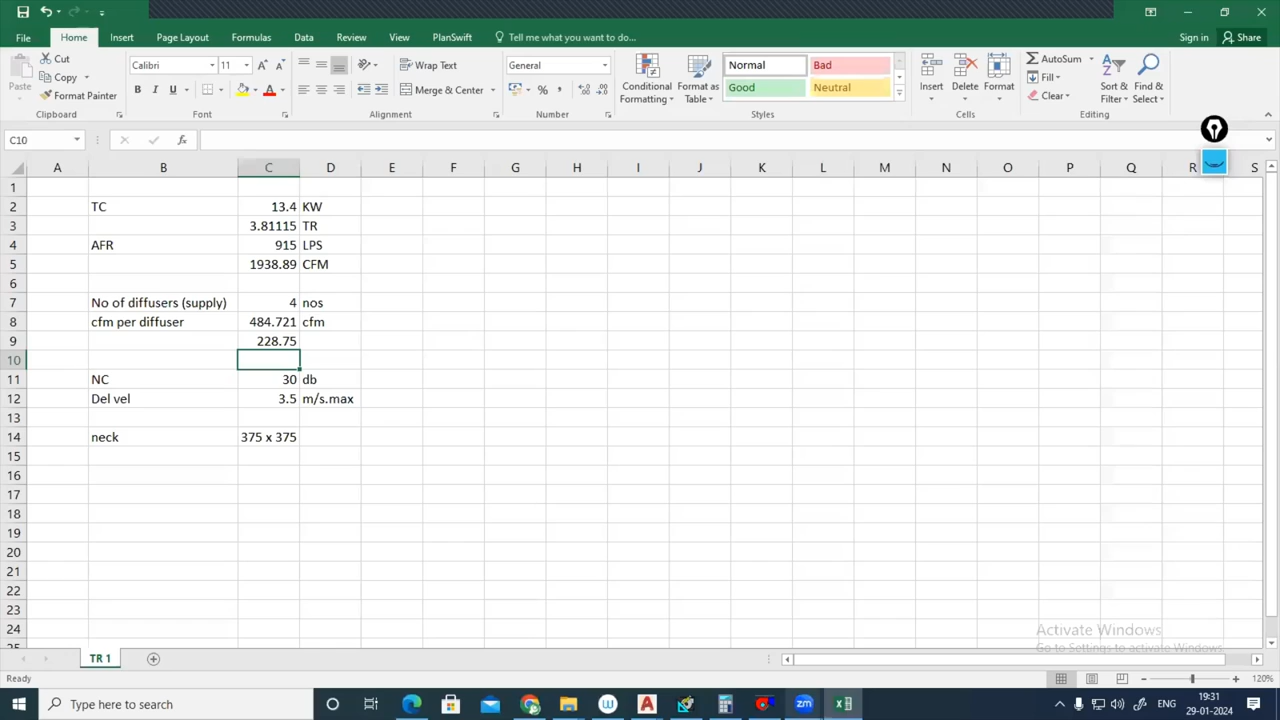 File Home Insert Page Layout Formulas Data Review View PlanSwift Tell me what you want to do... Sign in Share
Paste Cut Copy Format Painter Clipboard
Calibri 11 A A B I U A Font
Wrap Text Merge & Center Alignment
General % , Number
Conditional Formatting Format as Table Normal Bad Good Neutral Styles
Insert Delete Format Cells
AutoSum Fill Clear Sort & Filter Find & Select Editing
C10 fx
A B C D E F G H I J K L M N O P Q R S
1
2 TC 13.4 KW
3 3.81115 TR
4 AFR 915 LPS
5 1938.89 CFM
6
7 No of diffusers (supply) 4 nos
8 cfm per diffuser 484.721 cfm
9 228.75
10
11 NC 30 db
12 Del vel 3.5 m/s.max
13
14 neck 375 x 375
15
16
17
18
19
20
21
22
23
24
25
Activate Windows
Go to Settings to activate Windows.
TR 1
Ready 120%
Type here to search ENG 19:31
29-01-2024